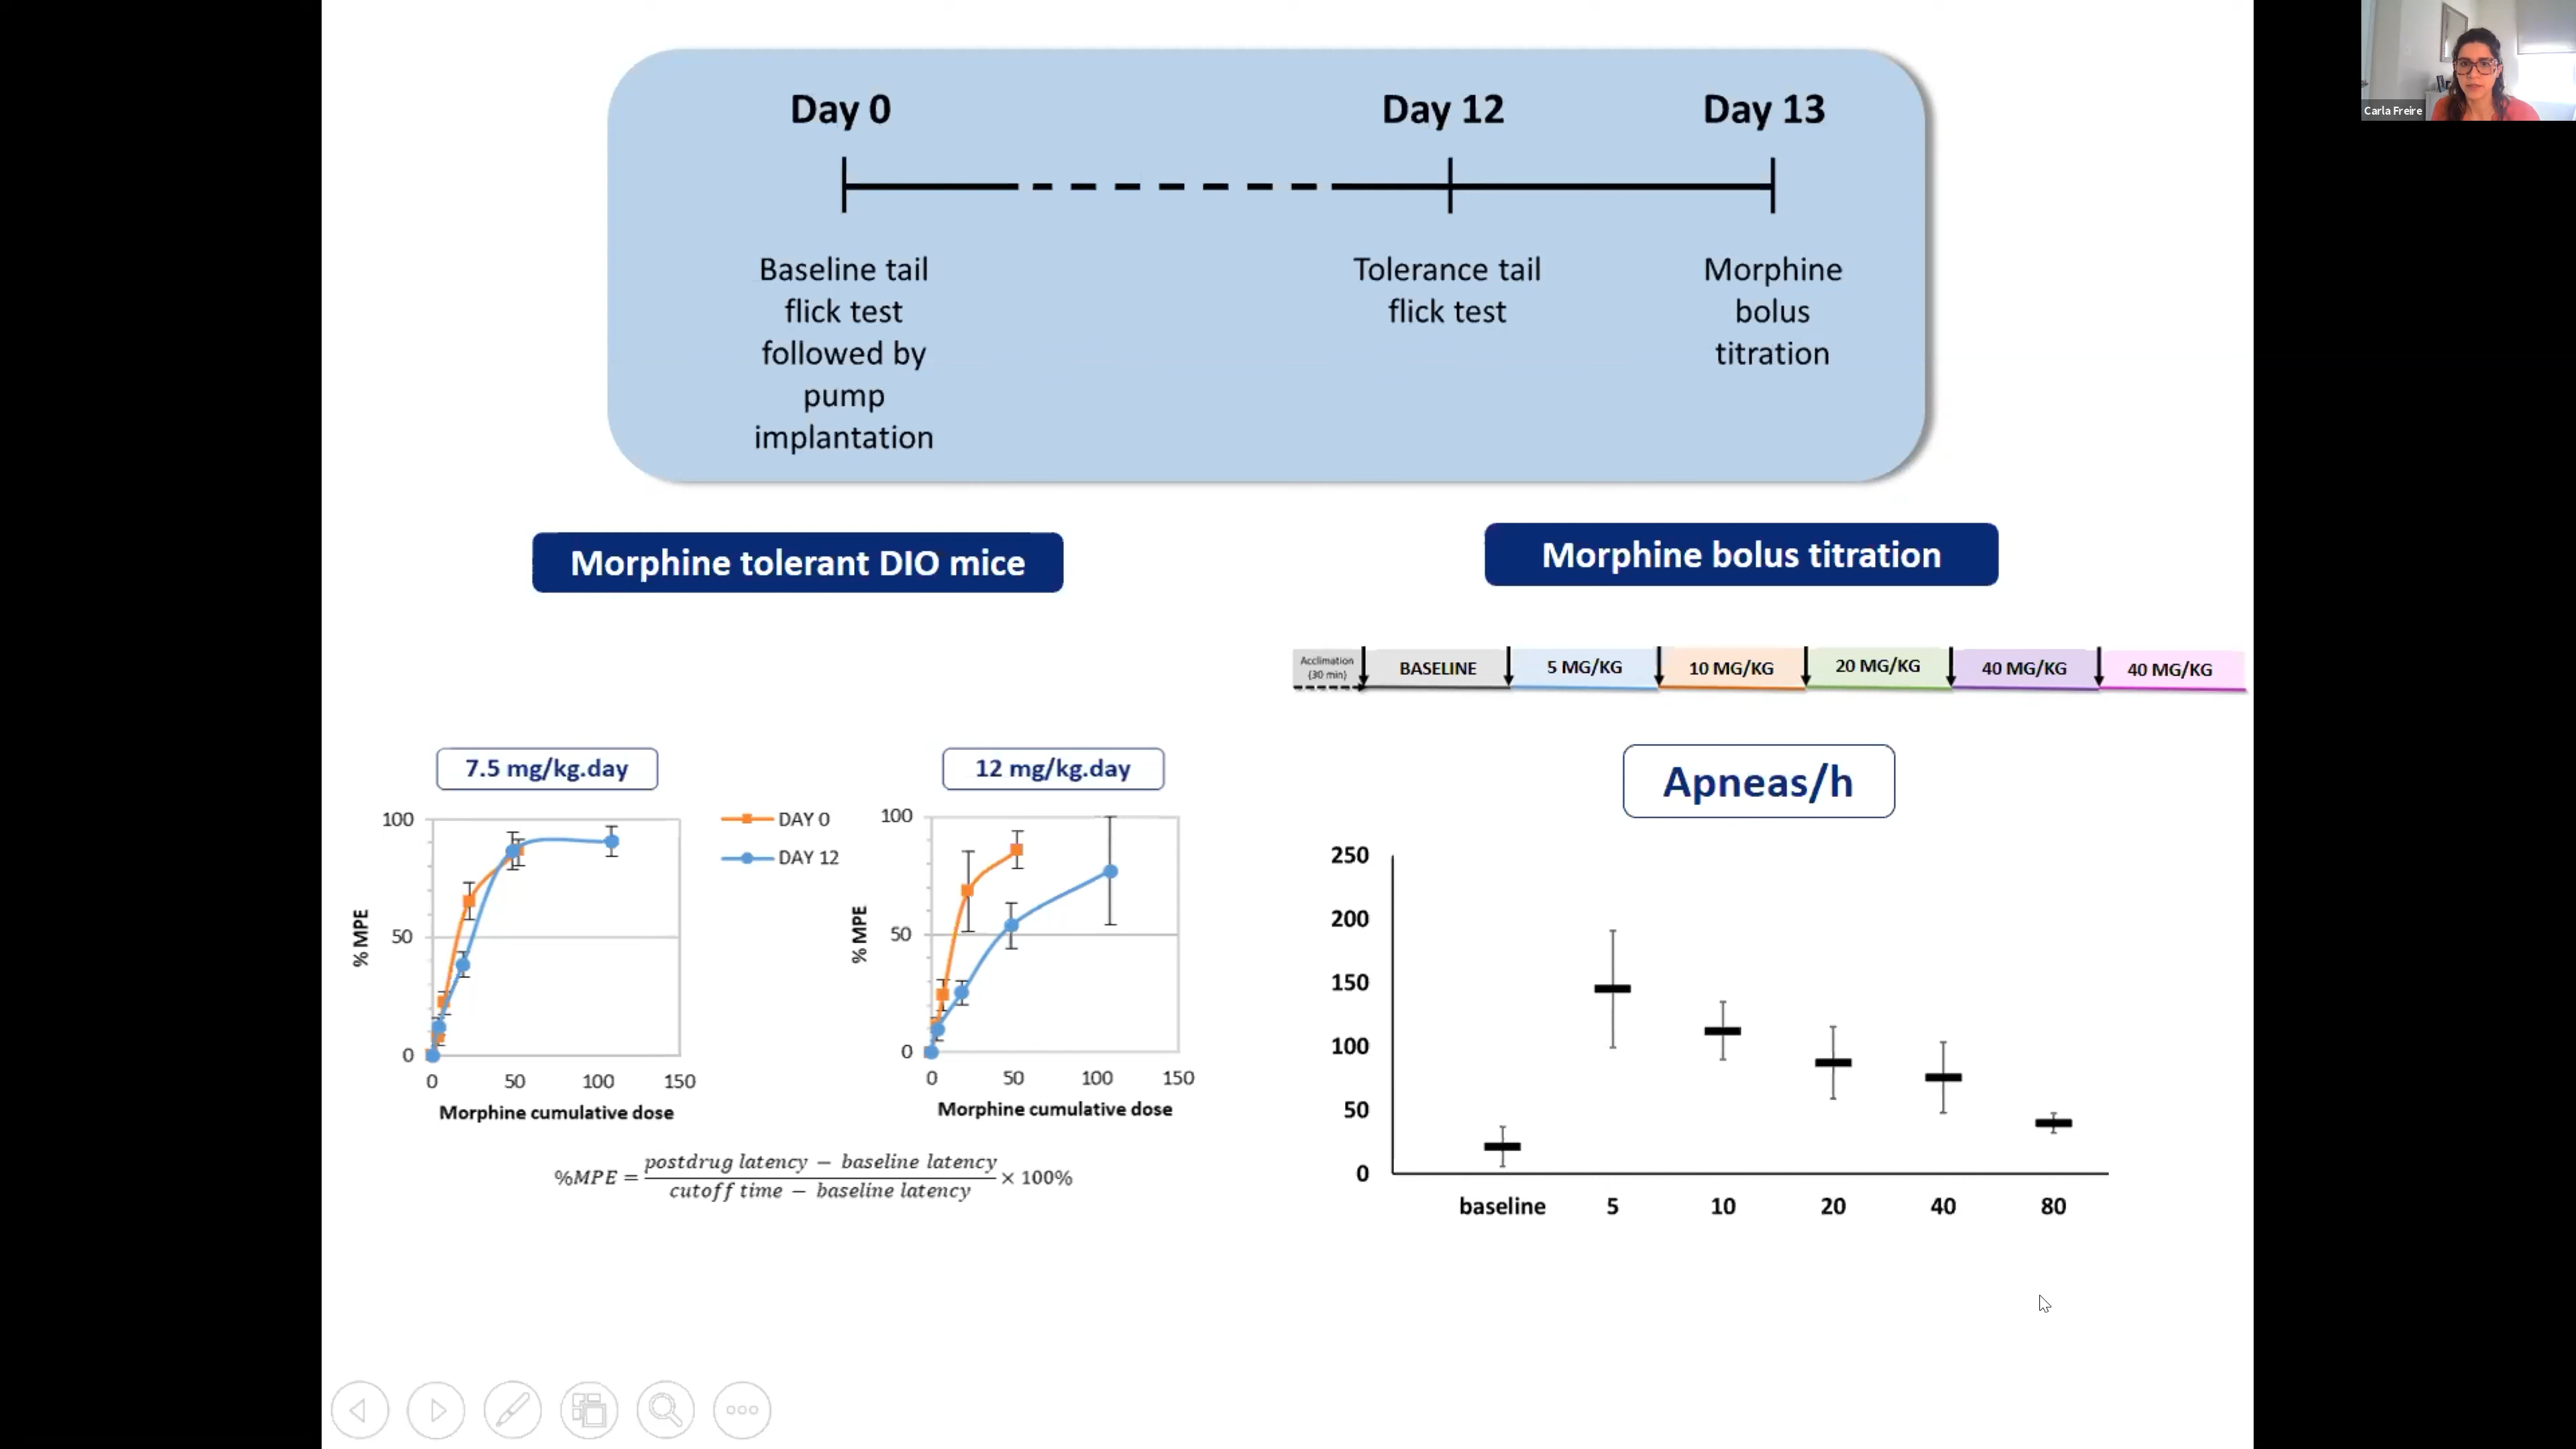 Carla Freire
Day 0
Day 12
Day 13
Baseline tail
flick test
followed by
pump
implantation
Tolerance tail
flick test
Morphine
bolus
titration
Morphine tolerant DIO mice
7.5 mg/kg.day
12 mg/kg.day
DAY 0
DAY 12
% MPE
100
50
0
0 50 100 150
Morphine cumulative dose
% MPE
100
50
0
0 50 100 150
Morphine cumulative dose
%MPE = postdrug latency − baseline latency
cutoff time − baseline latency × 100%
Morphine bolus titration
Acclimation
(30 min)
BASELINE
5 MG/KG
10 MG/KG
20 MG/KG
40 MG/KG
40 MG/KG
Apneas/h
250
200
150
100
50
0
baseline 5 10 20 40 80